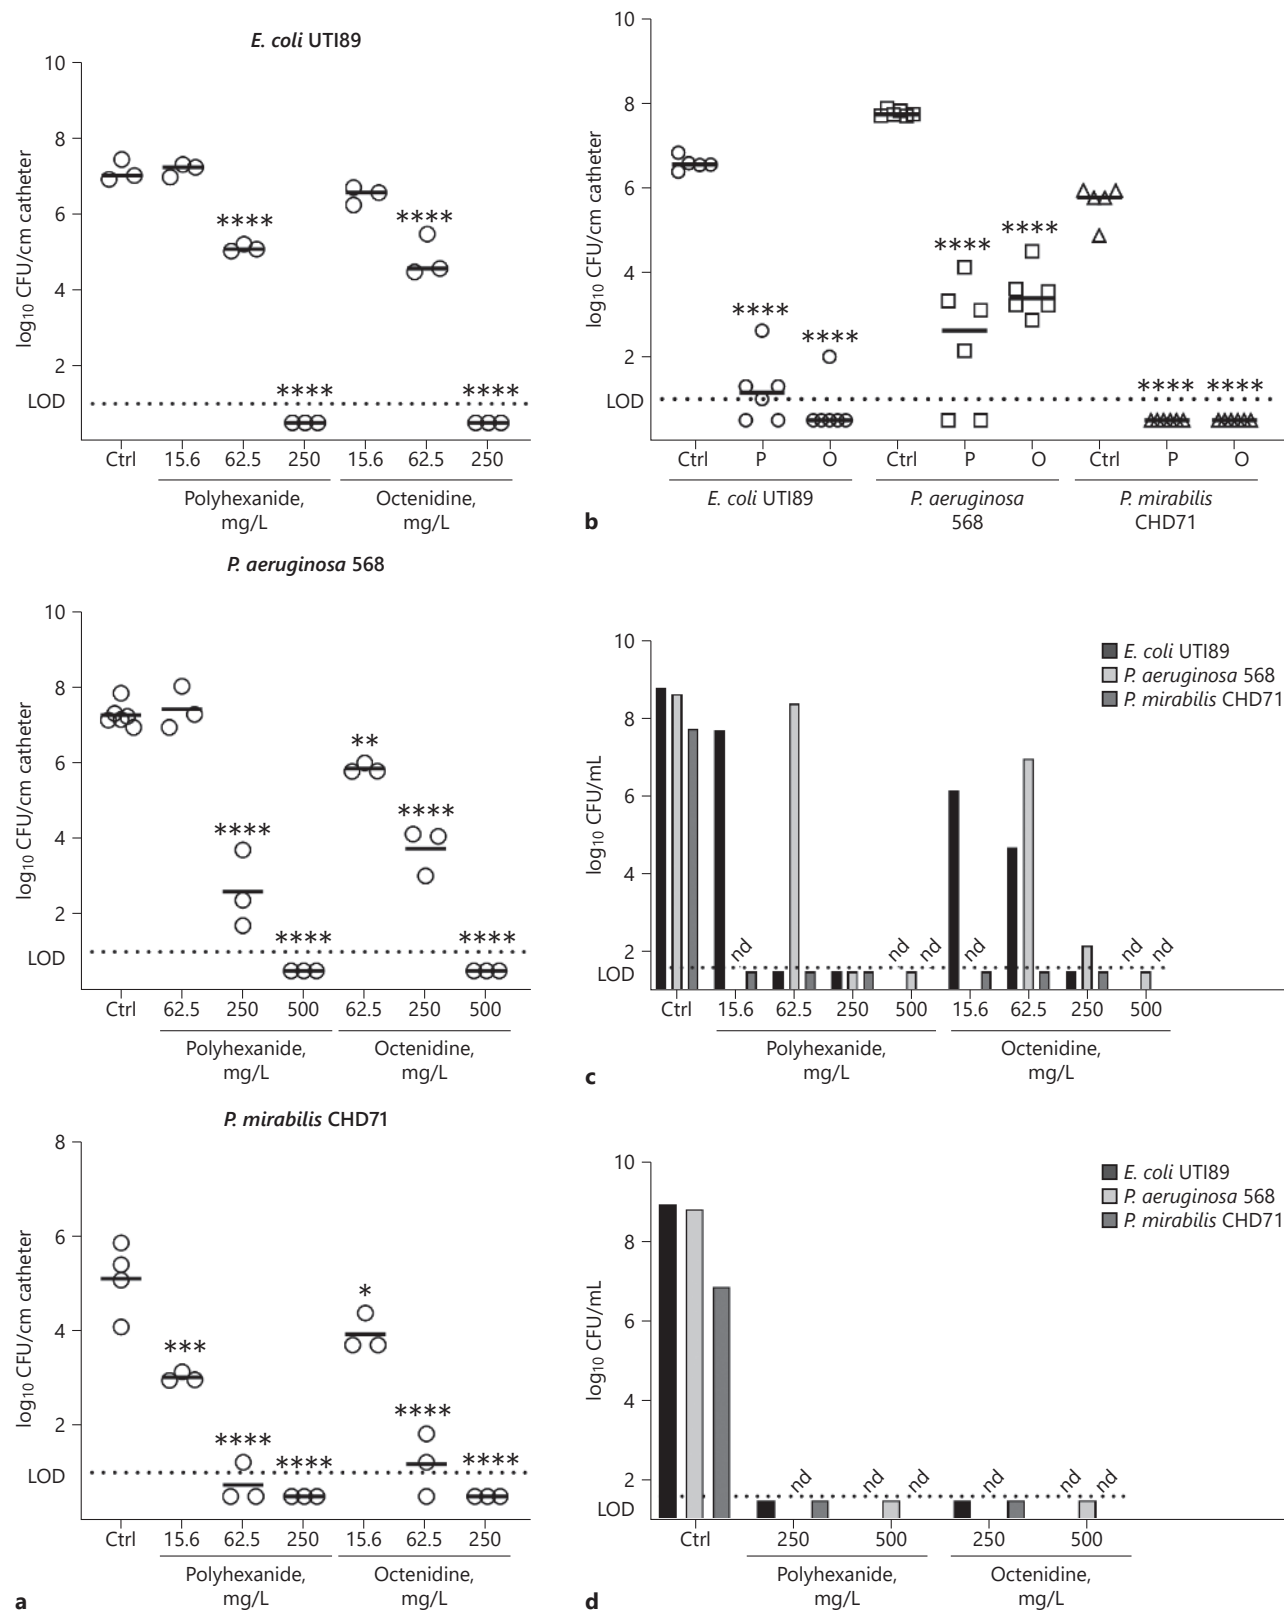 E. coli UTI89
10
8
6
4
2
LOD
log10 CFU/cm catheter
****
****
****
****
Ctrl 15.6 62.5 250 15.6 62.5 250
Polyhexanide, mg/L
Octenidine, mg/L
P. aeruginosa 568
10
8
6
4
2
LOD
log10 CFU/cm catheter
****
****
**
****
****
Ctrl 62.5 250 500 62.5 250 500
Polyhexanide, mg/L
Octenidine, mg/L
P. mirabilis CHD71
8
6
4
2
LOD
log10 CFU/cm catheter
***
****
****
*
****
****
Ctrl 15.6 62.5 250 15.6 62.5 250
Polyhexanide, mg/L
Octenidine, mg/L
a
10
8
6
4
2
LOD
log10 CFU/cm catheter
****
****
****
****
****
****
Ctrl P O Ctrl P O Ctrl P O
E. coli UTI89
P. aeruginosa 568
P. mirabilis CHD71
b
10
8
6
4
2
LOD
log10 CFU/mL
E. coli UTI89
P. aeruginosa 568
P. mirabilis CHD71
nd nd nd nd nd nd
Ctrl 15.6 62.5 250 500 15.6 62.5 250 500
Polyhexanide, mg/L
Octenidine, mg/L
c
10
8
6
4
2
LOD
log10 CFU/mL
E. coli UTI89
P. aeruginosa 568
P. mirabilis CHD71
nd nd nd nd nd nd
Ctrl 250 500 250 500
Polyhexanide, mg/L
Octenidine, mg/L
d